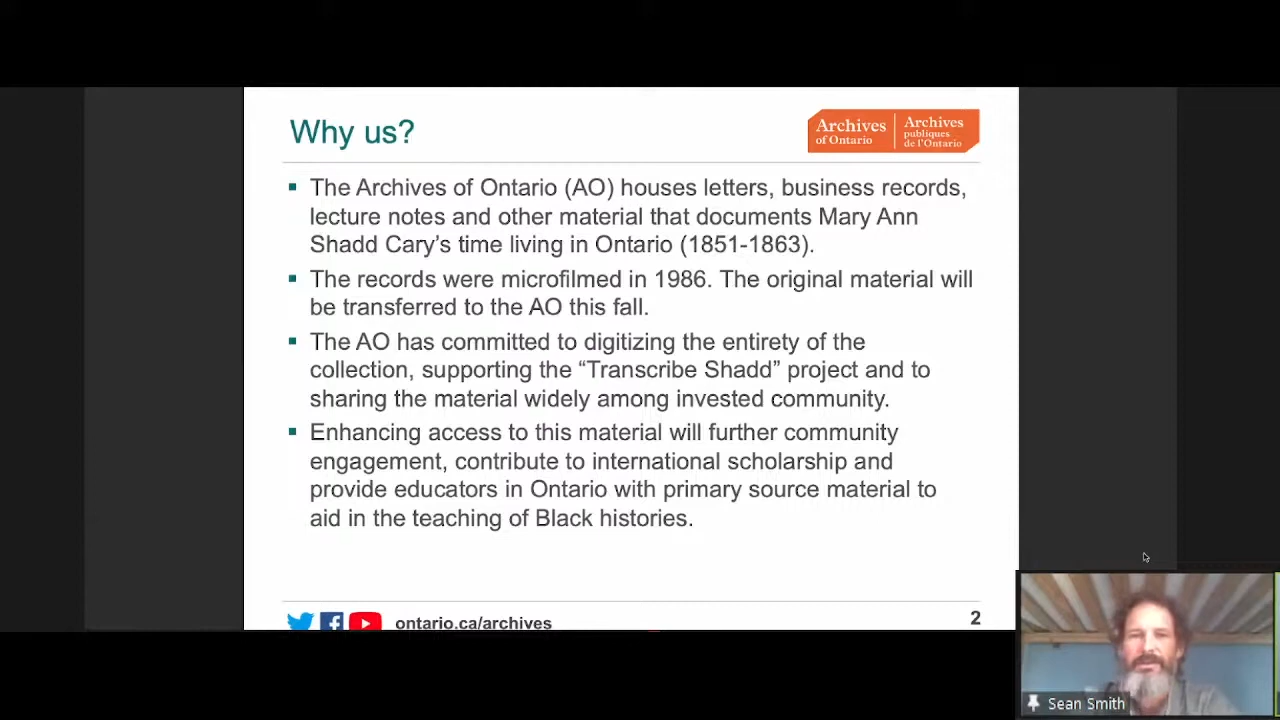 Why us?
Archives
of Ontario
Archives
publiques
de l'Ontario
▪ The Archives of Ontario (AO) houses letters, business records,
lecture notes and other material that documents Mary Ann
Shadd Cary's time living in Ontario (1851-1863).
▪ The records were microfilmed in 1986. The original material will
be transferred to the AO this fall.
▪ The AO has committed to digitizing the entirety of the
collection, supporting the “Transcribe Shadd” project and to
sharing the material widely among invested community.
▪ Enhancing access to this material will further community
engagement, contribute to international scholarship and
provide educators in Ontario with primary source material to
aid in the teaching of Black histories.
ontario.ca/archives
2
Sean Smith